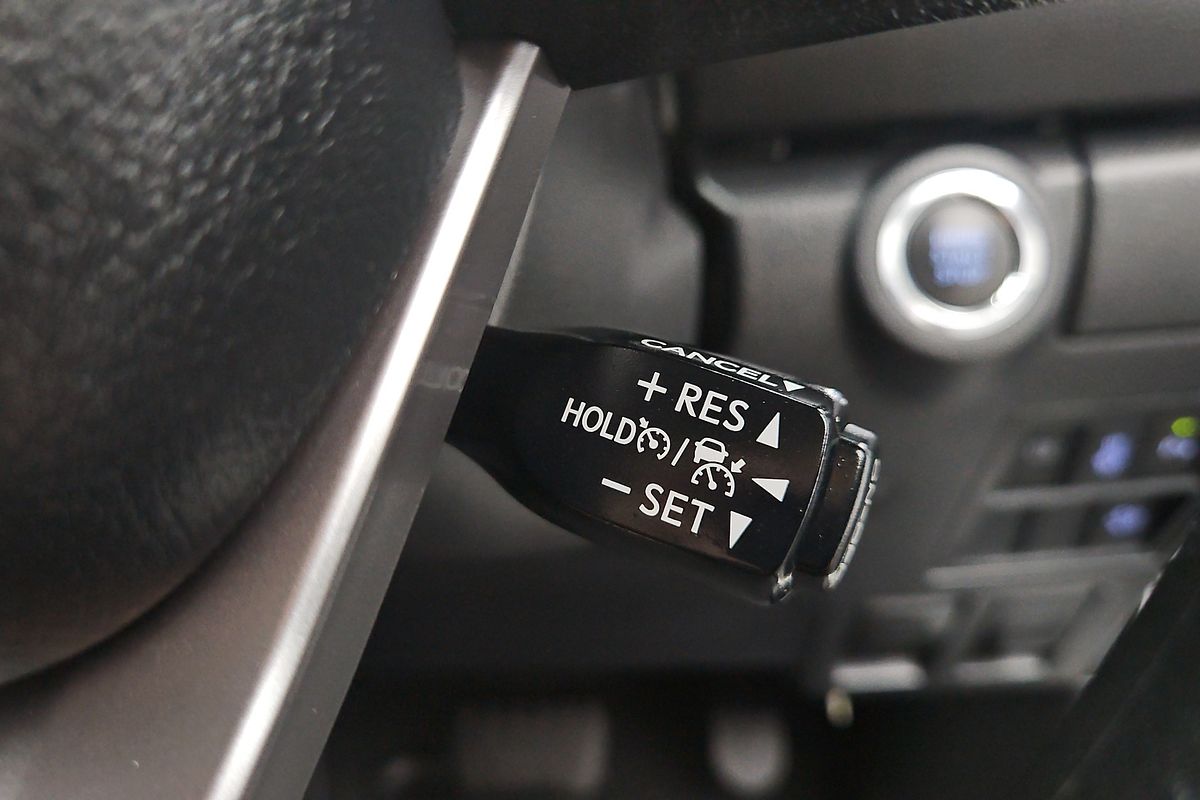 CANCEL
+ RES
HOLD /
− SET